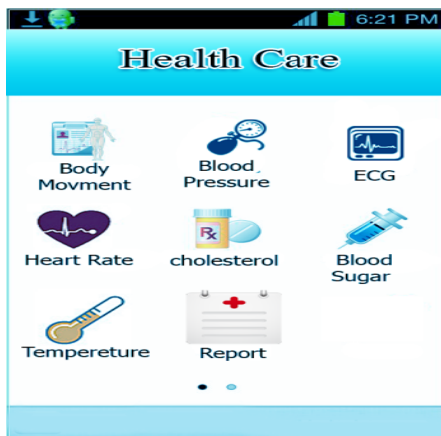 6:21 PM
Health Care
Body
Movment
Blood
Pressure
ECG
Heart Rate
Rx
cholesterol
Blood
Sugar
Tempereture
Report